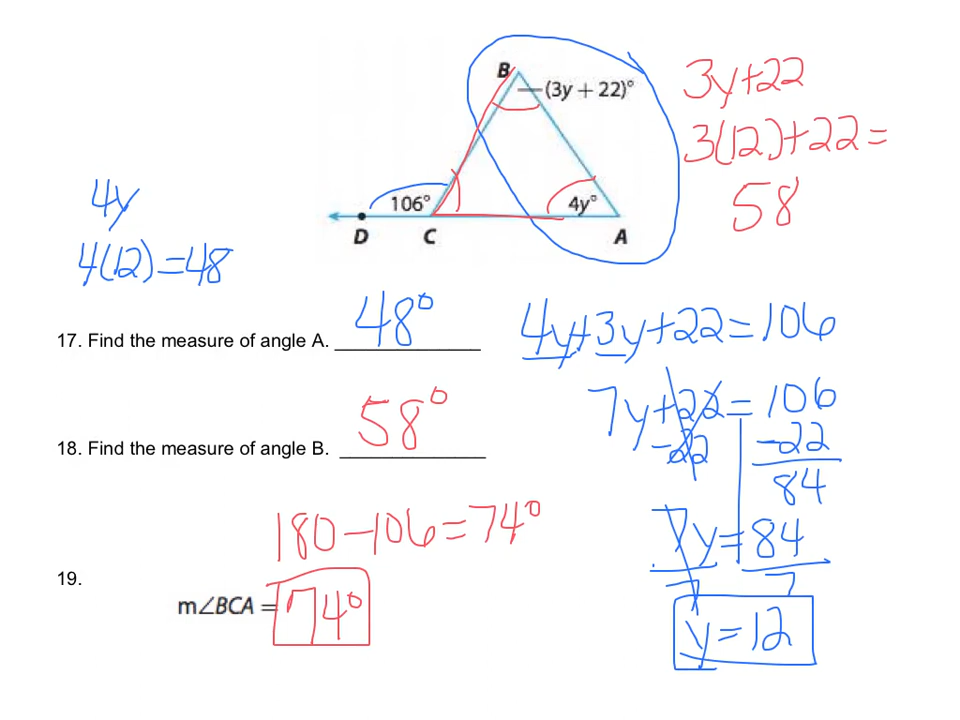 B
(3y + 22)°
106°
4y°
D
C
A
3y+22
3(12)+22=
58
4y
4(12)=48
17. Find the measure of angle A. 48°
4y+3y+22=106
7y+22=106
-22 -22
84
18. Find the measure of angle B. 58°
180-106=74°
7y=84
7 7
y=12
19.
m∠BCA = 74°